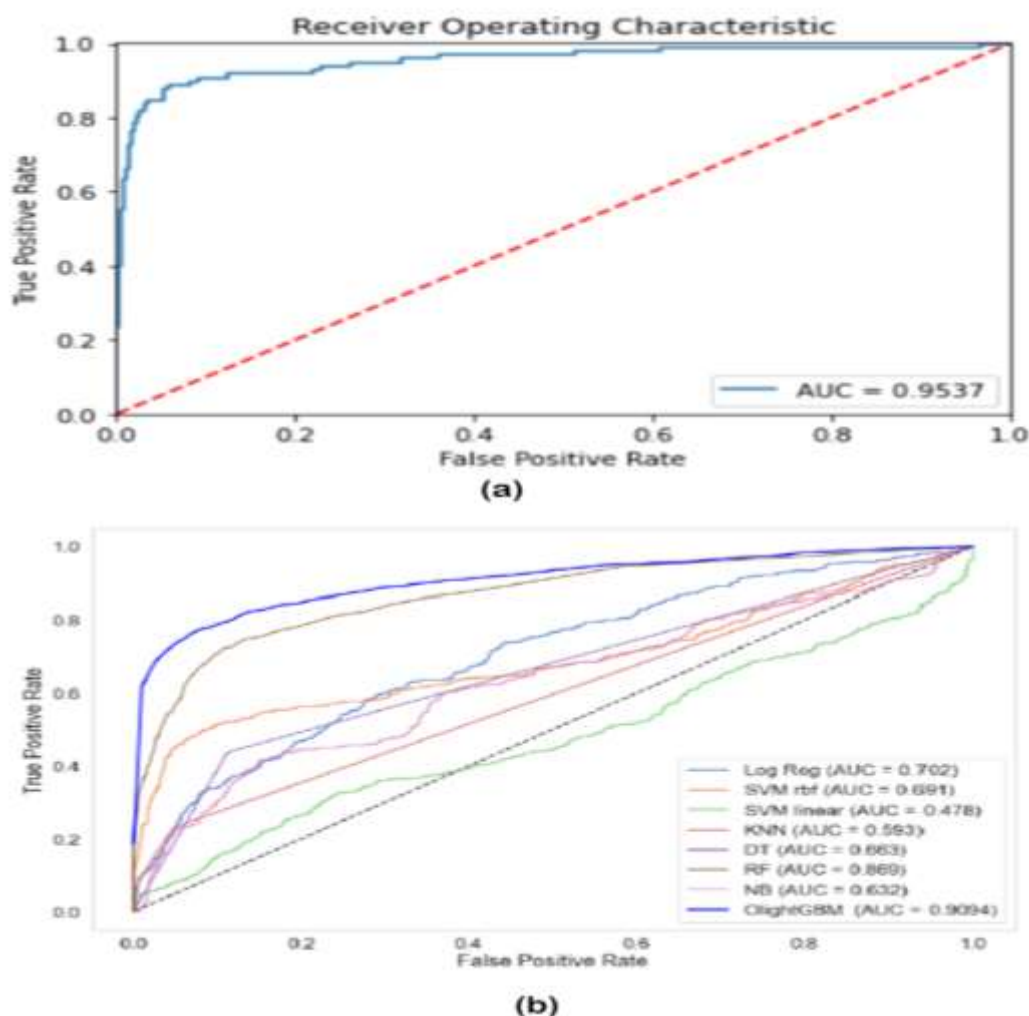 Receiver Operating Characteristic
1.0
0.8
0.6
0.4
0.2
0.0
True Positive Rate
AUC = 0.9537
0.0 0.2 0.4 0.6 0.8 1.0
False Positive Rate
(a)
1.0
0.8
0.6
0.4
0.2
0.0
True Positive Rate
Log Reg (AUC = 0.702)
SVM rbf (AUC = 0.691)
SVM linear (AUC = 0.478)
KNN (AUC = 0.593)
DT (AUC = 0.663)
RF (AUC = 0.869)
NB (AUC = 0.632)
OlightGBM (AUC = 0.9094)
0.0 0.2 0.4 0.6 0.8 1.0
False Positive Rate
(b)